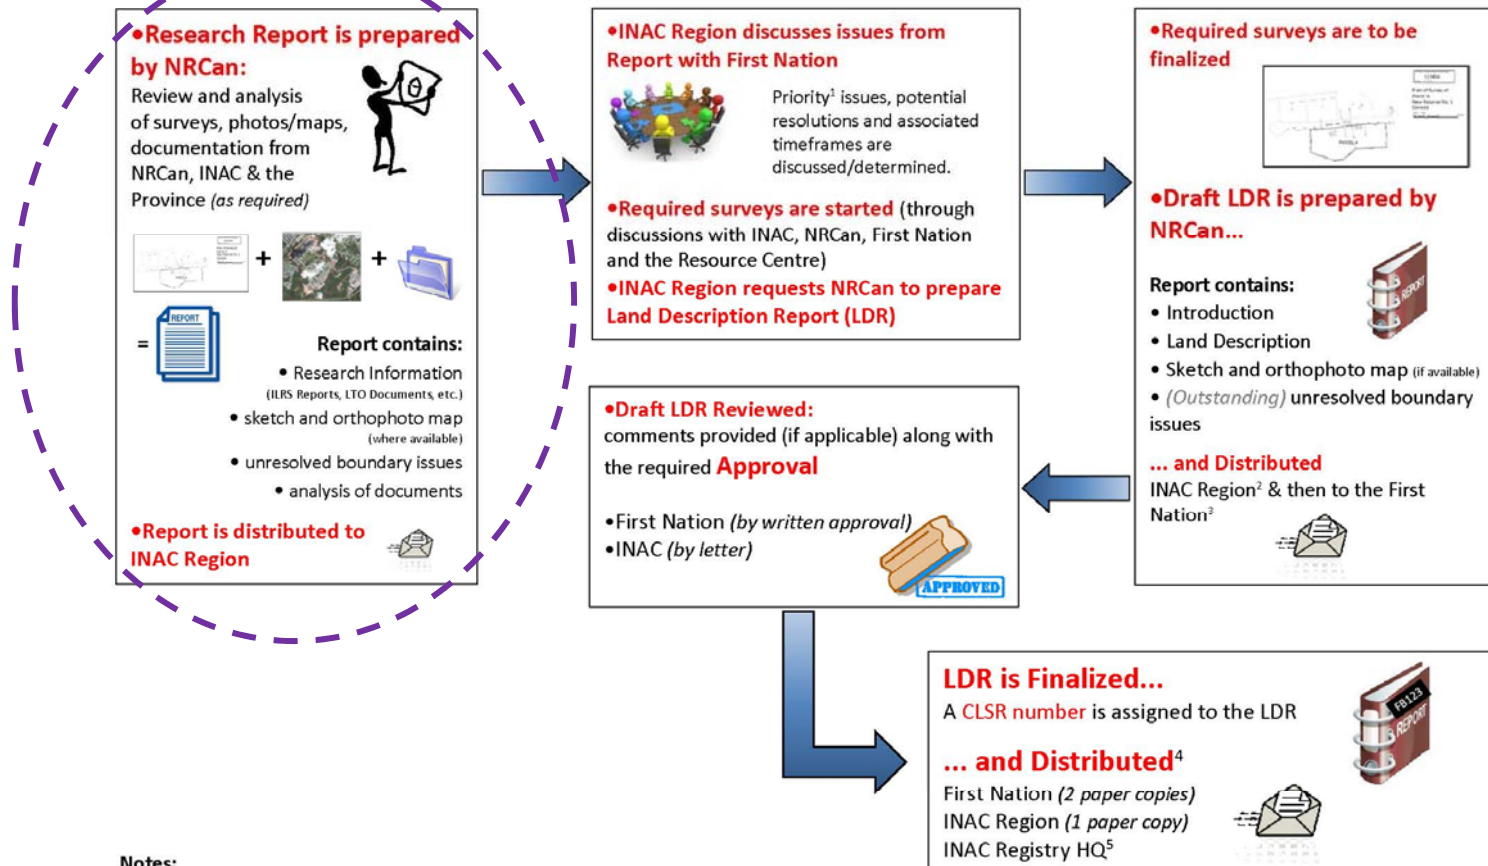 •Research Report is prepared
by NRCan:
Review and analysis
of surveys, photos/maps,
documentation from
NRCan, INAC & the
Province (as required)
+
+
REPORT
=
Report contains:
• Research Information
(ILRS Reports, LTO Documents, etc.)
• sketch and orthophoto map
(where available)
• unresolved boundary issues
• analysis of documents
•Report is distributed to
INAC Region
•INAC Region discusses issues from
Report with First Nation
Priority¹ issues, potential
resolutions and associated
timeframes are
discussed/determined.
•Required surveys are started (through
discussions with INAC, NRCan, First Nation
and the Resource Centre)
•INAC Region requests NRCan to prepare
Land Description Report (LDR)
•Required surveys are to be
finalized
•Draft LDR is prepared by
NRCan...
REPORT
Report contains:
• Introduction
• Land Description
• Sketch and orthophoto map (if available)
• (Outstanding) unresolved boundary
issues
... and Distributed
INAC Region² & then to the First
Nation³
•Draft LDR Reviewed:
comments provided (if applicable) along with
the required Approval
•First Nation (by written approval)
•INAC (by letter)
APPROVED
LDR is Finalized...
A CLSR number is assigned to the LDR
FB123
REPORT
... and Distributed⁴
First Nation (2 paper copies)
INAC Region (1 paper copy)
INAC Registry HQ⁵
Notes: